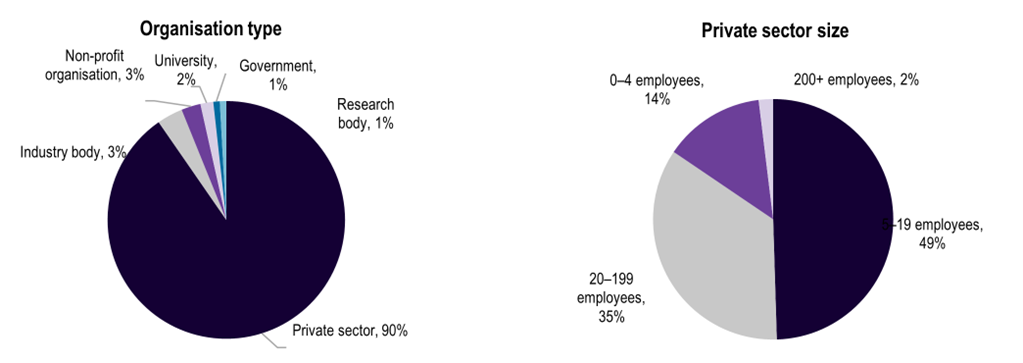 Organisation type
Non-profit
organisation, 3%
University,
2%
Government,
1%
Research
body, 1%
Industry body, 3%
Private sector, 90%
Private sector size
0–4 employees,
14%
200+ employees, 2%
5–19 employees,
49%
20–199
employees,
35%